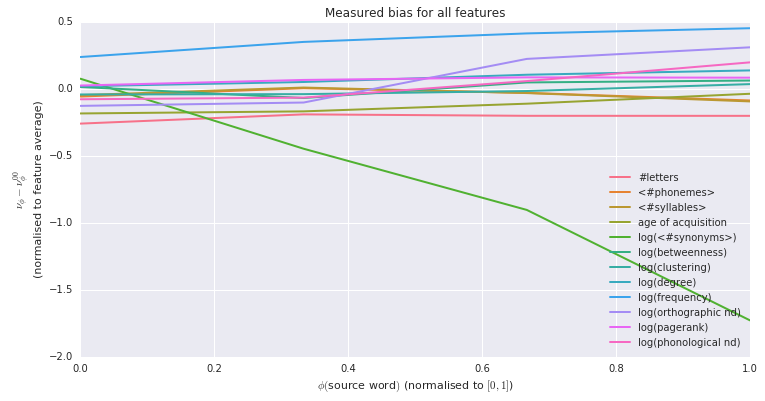 Measured bias for all features
0.5
0.0
−0.5
−1.0
−1.5
−2.0
ν_ϕ − ν_ϕ^00
(normalised to feature average)
#letters
<#phonemes>
<#syllables>
age of acquisition
log(<#synonyms>)
log(betweenness)
log(clustering)
log(degree)
log(frequency)
log(orthographic nd)
log(pagerank)
log(phonological nd)
0.0 0.2 0.4 0.6 0.8 1.0
ϕ(source word) (normalised to [0, 1])